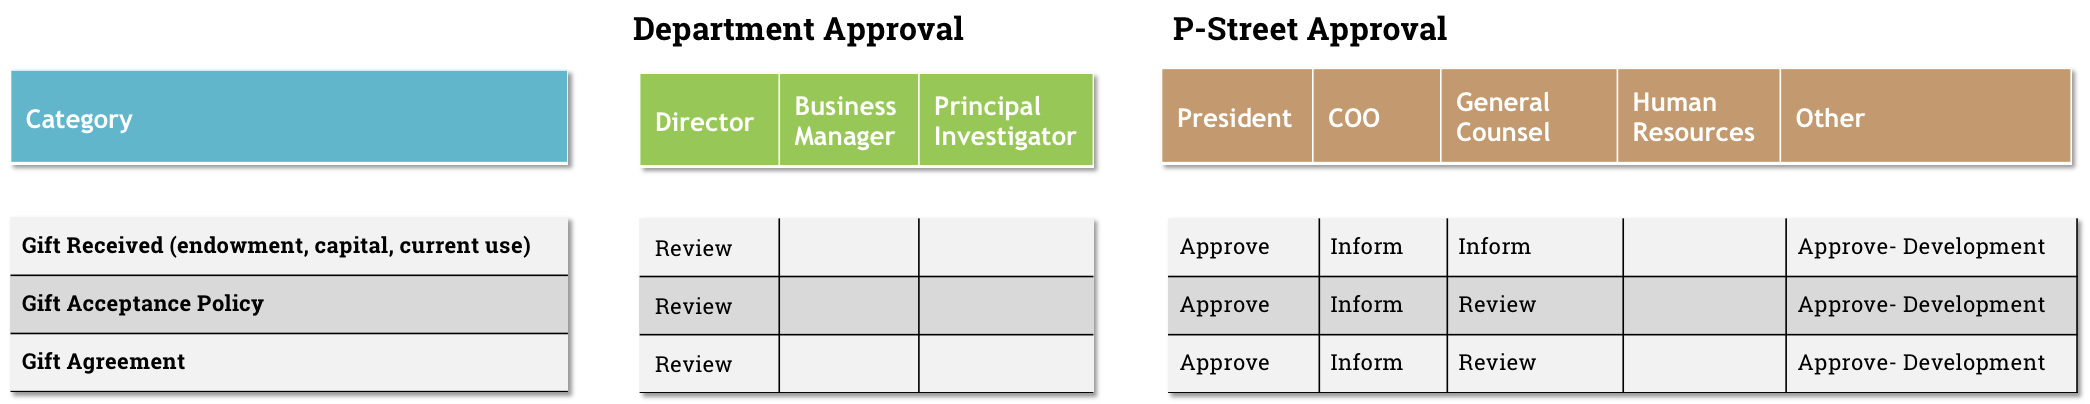 Department Approval P-Street Approval
Category Director Business Manager Principal Investigator President COO General Counsel Human Resources Other
Gift Received (endowment, capital, current use) Review Approve Inform Inform Approve- Development
Gift Acceptance Policy Review Approve Inform Review Approve- Development
Gift Agreement Review Approve Inform Review Approve- Development